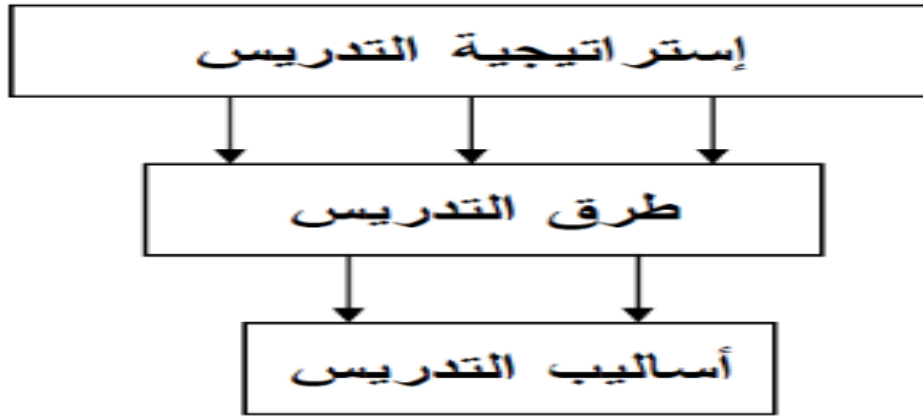 إستراتيجية التدريس
طرق التدريس
أساليب التدريس